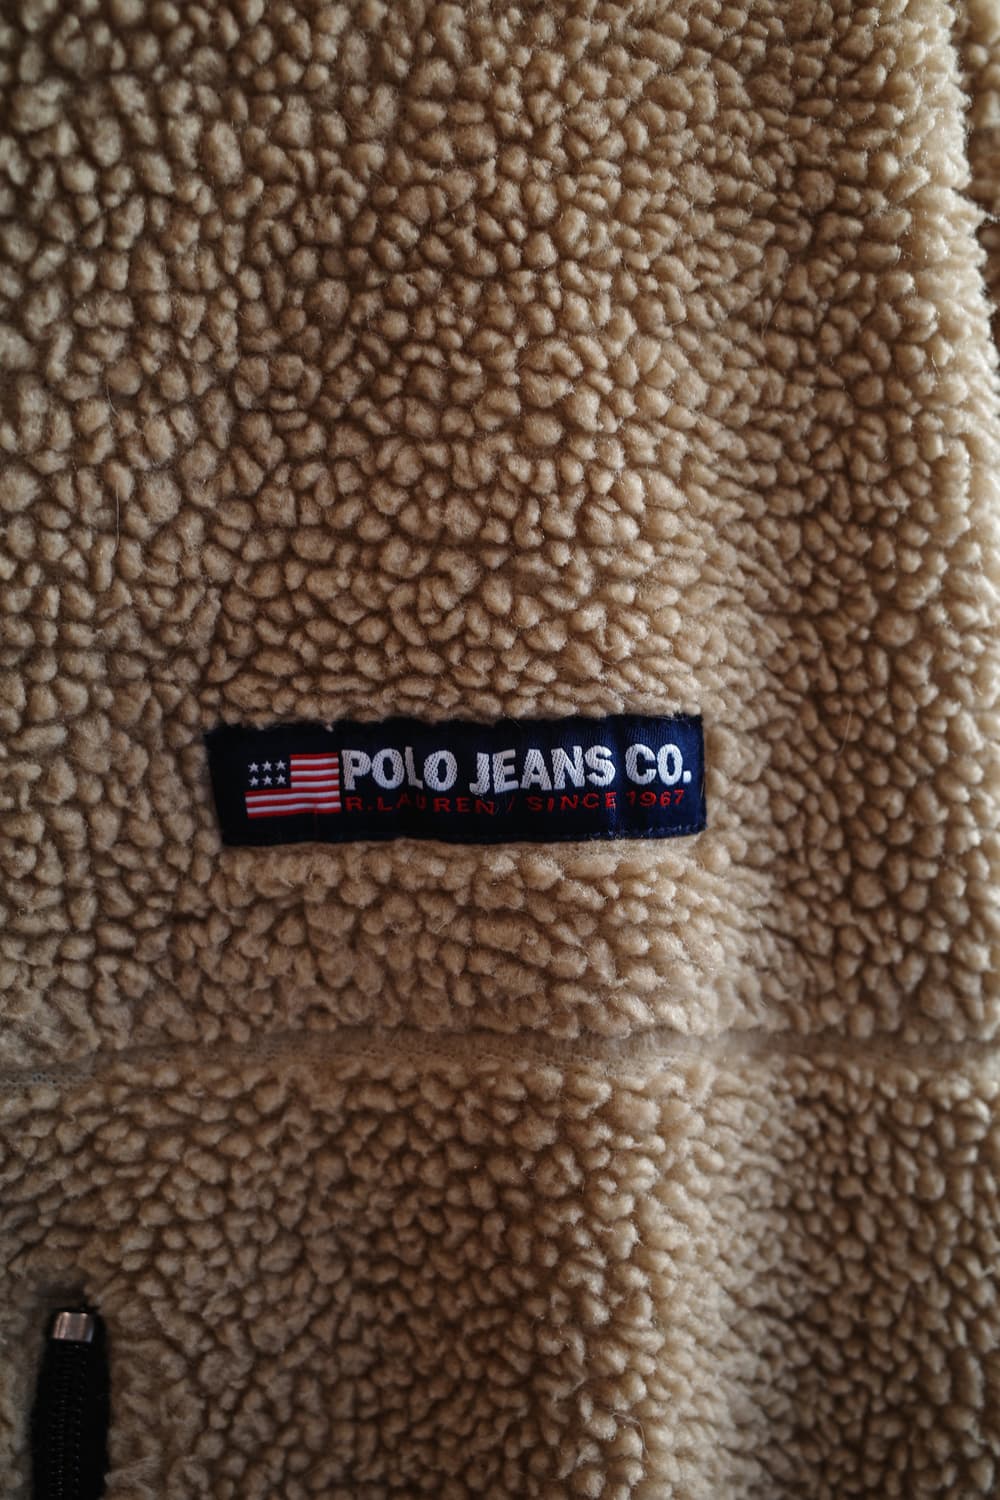 POLO JEANS CO.
R.LAUREN / SINCE 1967